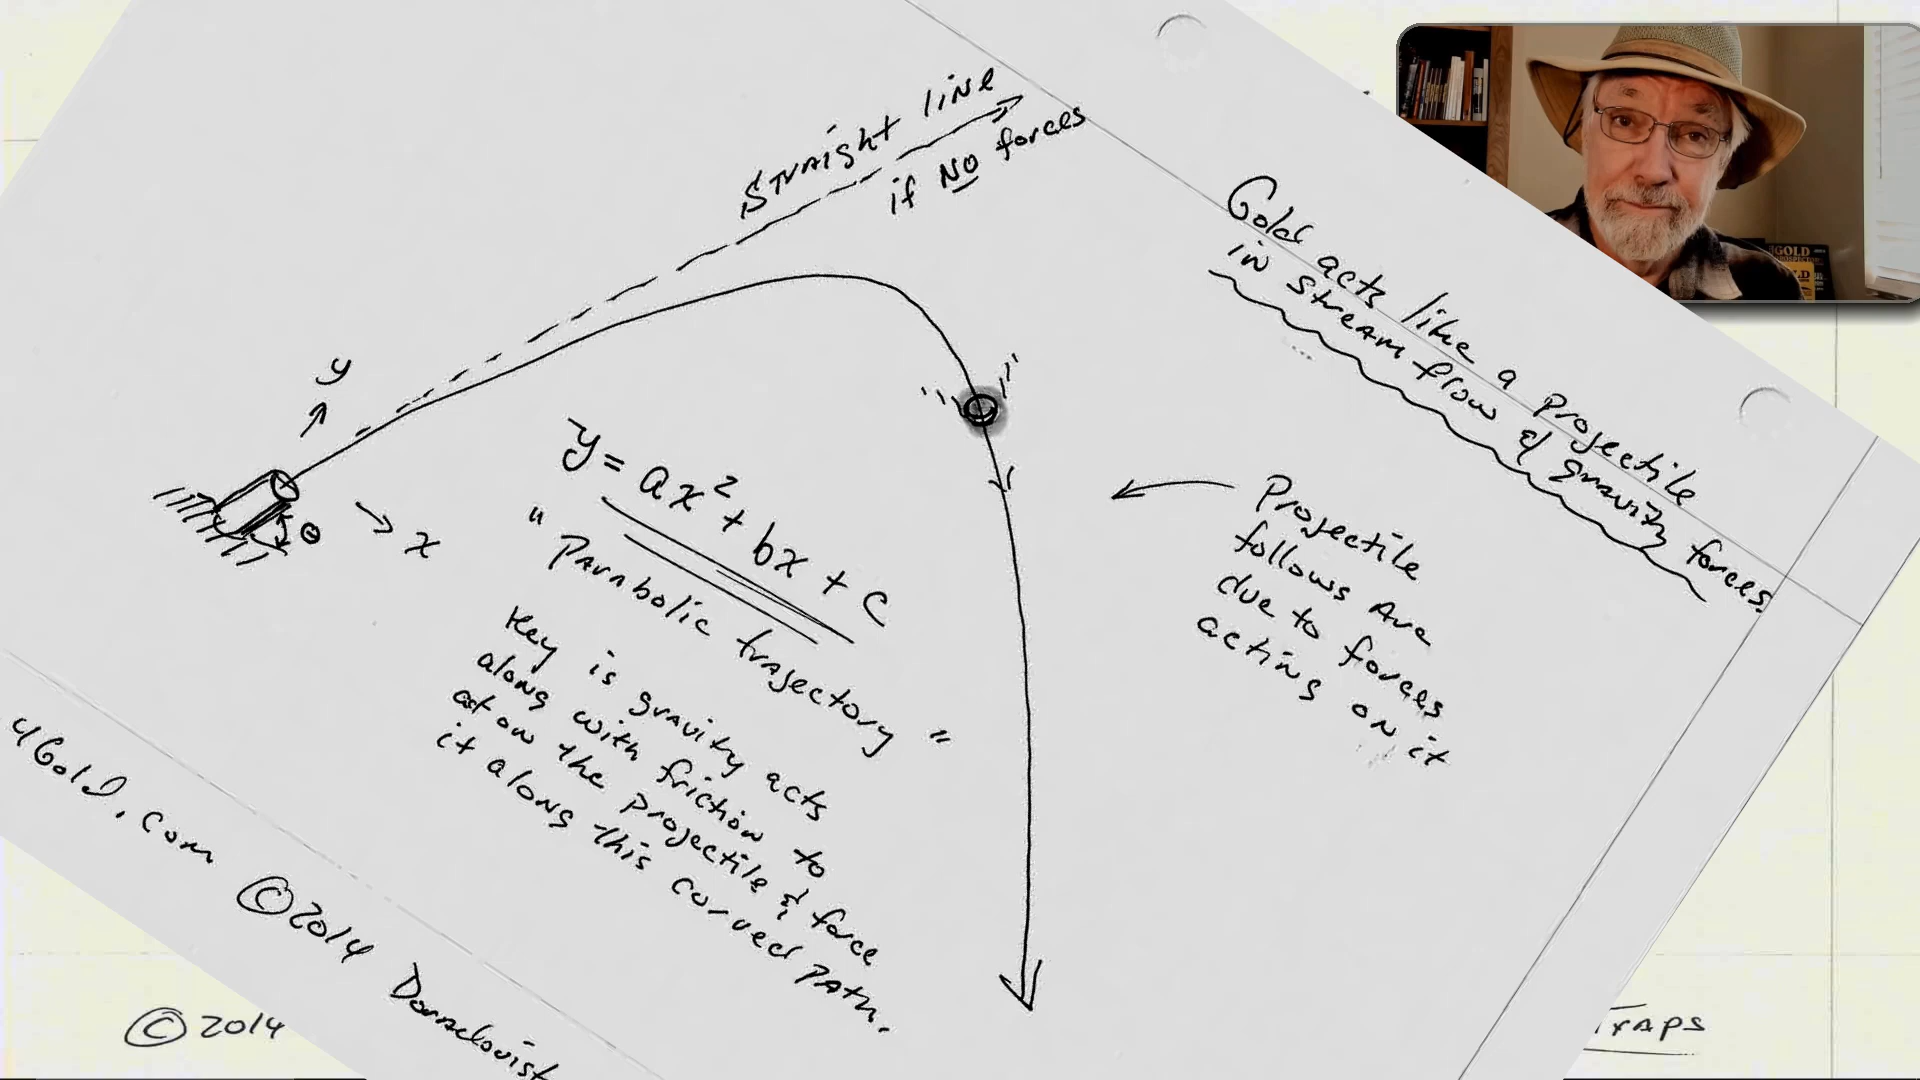 Straight line
if NO forces
Gold acts like a projectile
in stream flow & gravity forces.
y
x
θ
y = ax² + bx + c
"Parabolic trajectory"
Key is gravity acts
along with friction to
act on the projectile & force
it along this curved path.
Projectile
follows Arc
due to forces
acting on it
4Gold.com ©2014
© 2014
Traps
GOLD